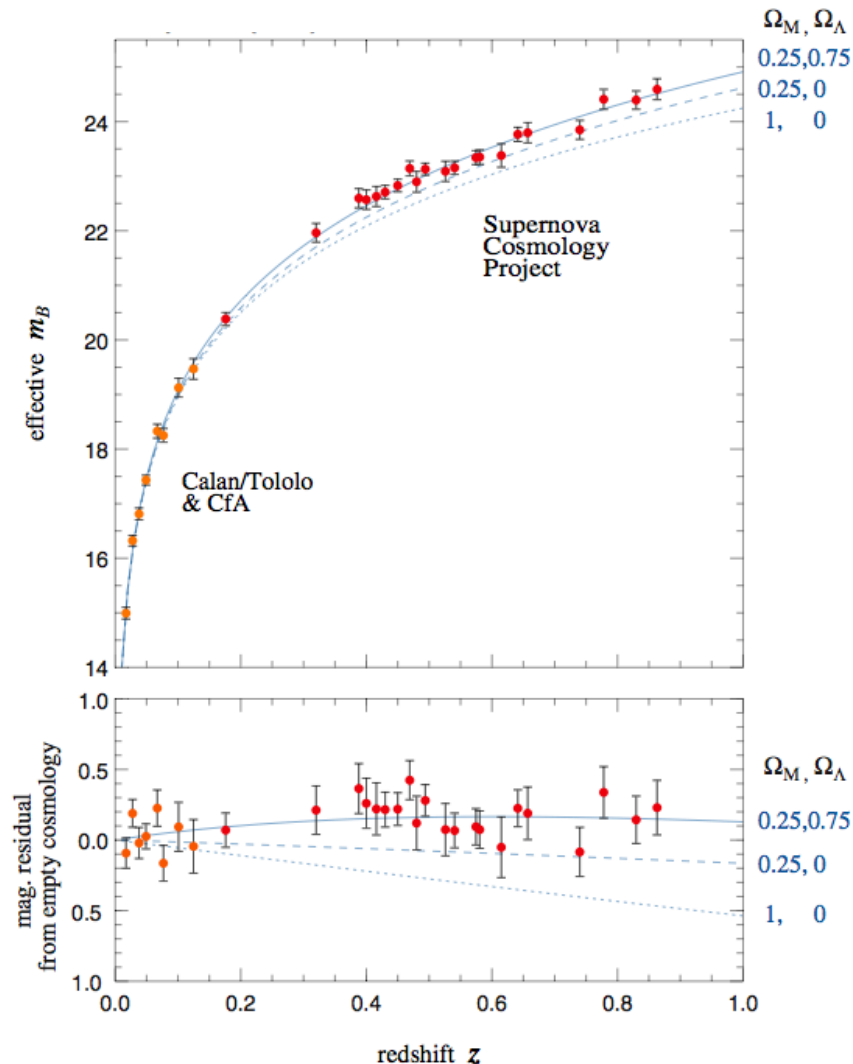 Ω_M , Ω_Λ
0.25,0.75
0.25, 0
1, 0
24
22
20
18
16
14
effective m_B
Supernova
Cosmology
Project
Calan/Tololo
& CfA
1.0
0.5
0.0
0.5
1.0
mag. residual
from empty cosmology
Ω_M , Ω_Λ
0.25,0.75
0.25, 0
1, 0
0.0 0.2 0.4 0.6 0.8 1.0
redshift z